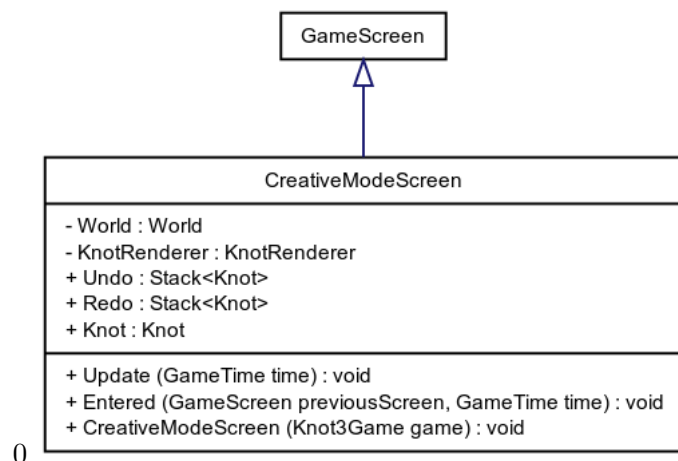 GameScreen
CreativeModeScreen
- World : World
- KnotRenderer : KnotRenderer
+ Undo : Stack<Knot>
+ Redo : Stack<Knot>
+ Knot : Knot
+ Update (GameTime time) : void
+ Entered (GameScreen previousScreen, GameTime time) : void
+ CreativeModeScreen (Knot3Game game) : void
0